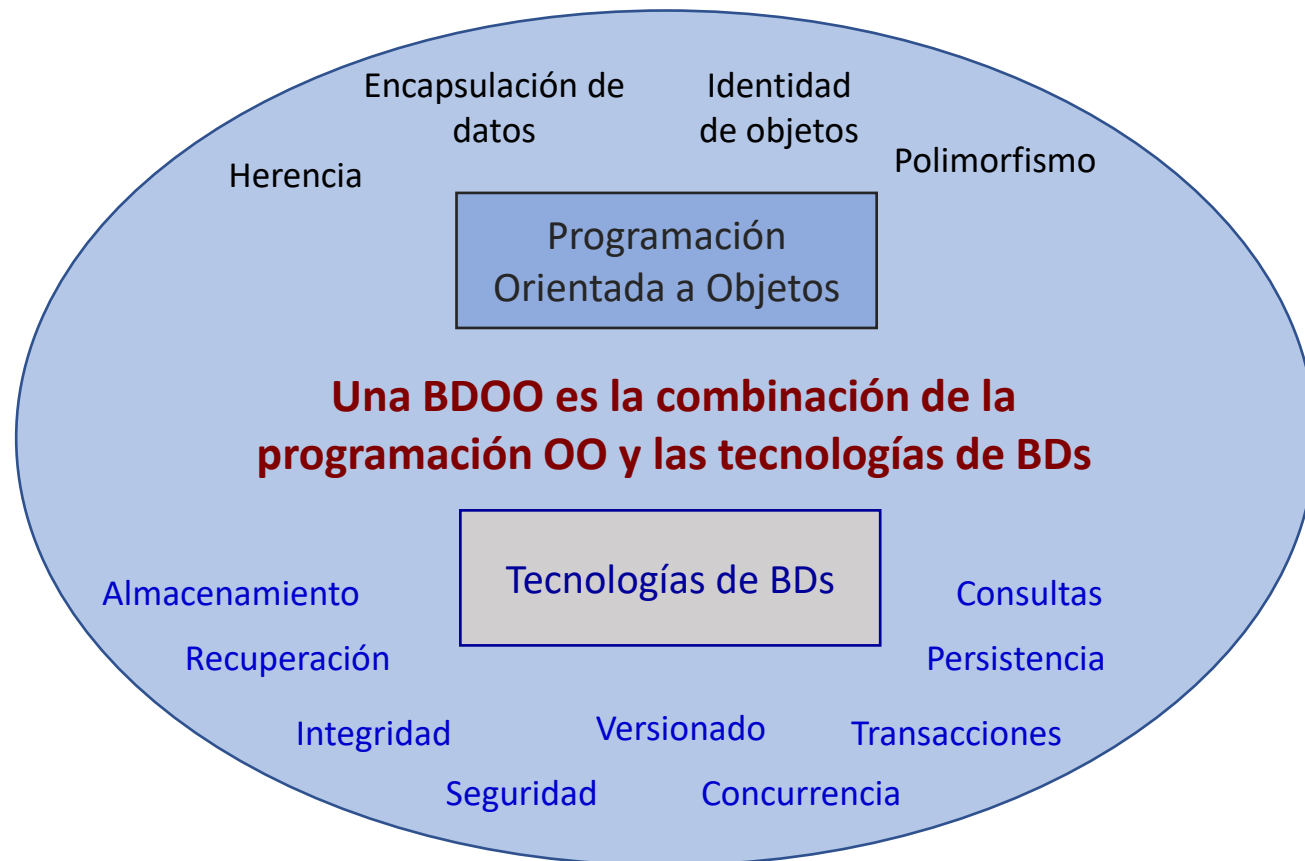 Encapsulación de
datos
Identidad
de objetos
Herencia
Polimorfismo
Programación
Orientada a Objetos
Una BDOO es la combinación de la
programación OO y las tecnologías de BDs
Tecnologías de BDs
Almacenamiento
Consultas
Recuperación
Persistencia
Integridad
Versionado
Transacciones
Seguridad
Concurrencia